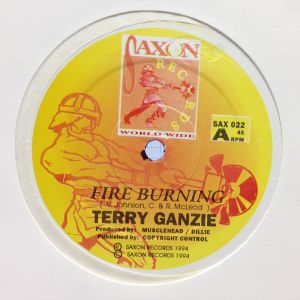 SAXON
RECORDS
WORLD WIDE
SAX 022
A
45
RPM
FIRE BURNING
( V. Johnson, C. & R. McLeod )
TERRY GANZIE
Produced by: MUSCLEHEAD / DILLIE
Published by: COPYRIGHT CONTROL
Ⓟ SAXON RECORDS 1994
© SAXON RECORDS 1994